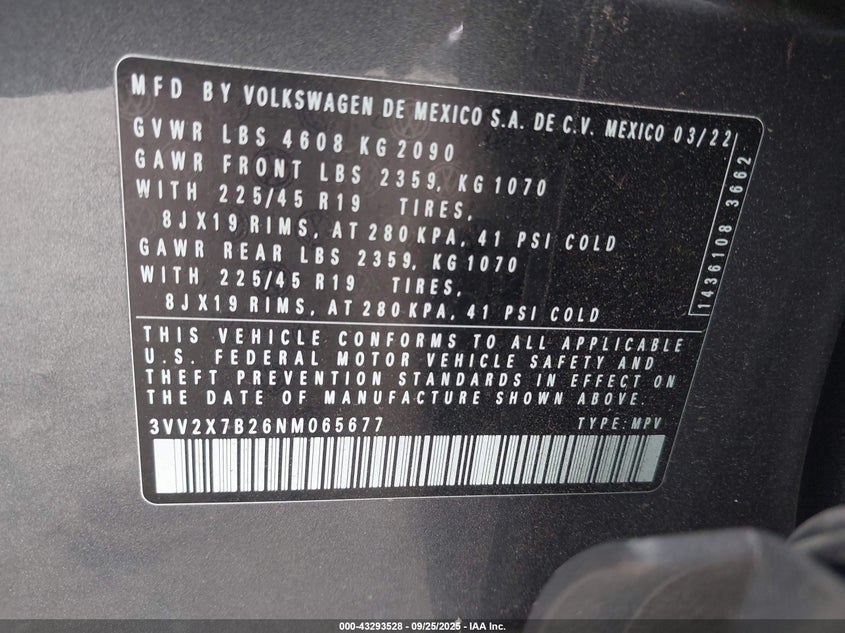 MFD BY VOLKSWAGEN DE MEXICO S.A. DE C.V. MEXICO 03/22
GVWR LBS 4608 KG 2090
GAWR FRONT LBS 2359, KG 1070
WITH 225/45 R19 TIRES,
8JX19 RIMS, AT 280 KPA, 41 PSI COLD
GAWR REAR LBS 2359, KG 1070
WITH 225/45 R19 TIRES,
8JX19 RIMS, AT 280 KPA, 41 PSI COLD
1436108 3662
THIS VEHICLE CONFORMS TO ALL APPLICABLE
U.S. FEDERAL MOTOR VEHICLE SAFETY AND
THEFT PREVENTION STANDARDS IN EFFECT ON
THE DATE OF MANUFACTURE SHOWN ABOVE.
3VV2X7B26NM065677 TYPE: MPV
000-43293528 - 09/25/2025 - IAA Inc.